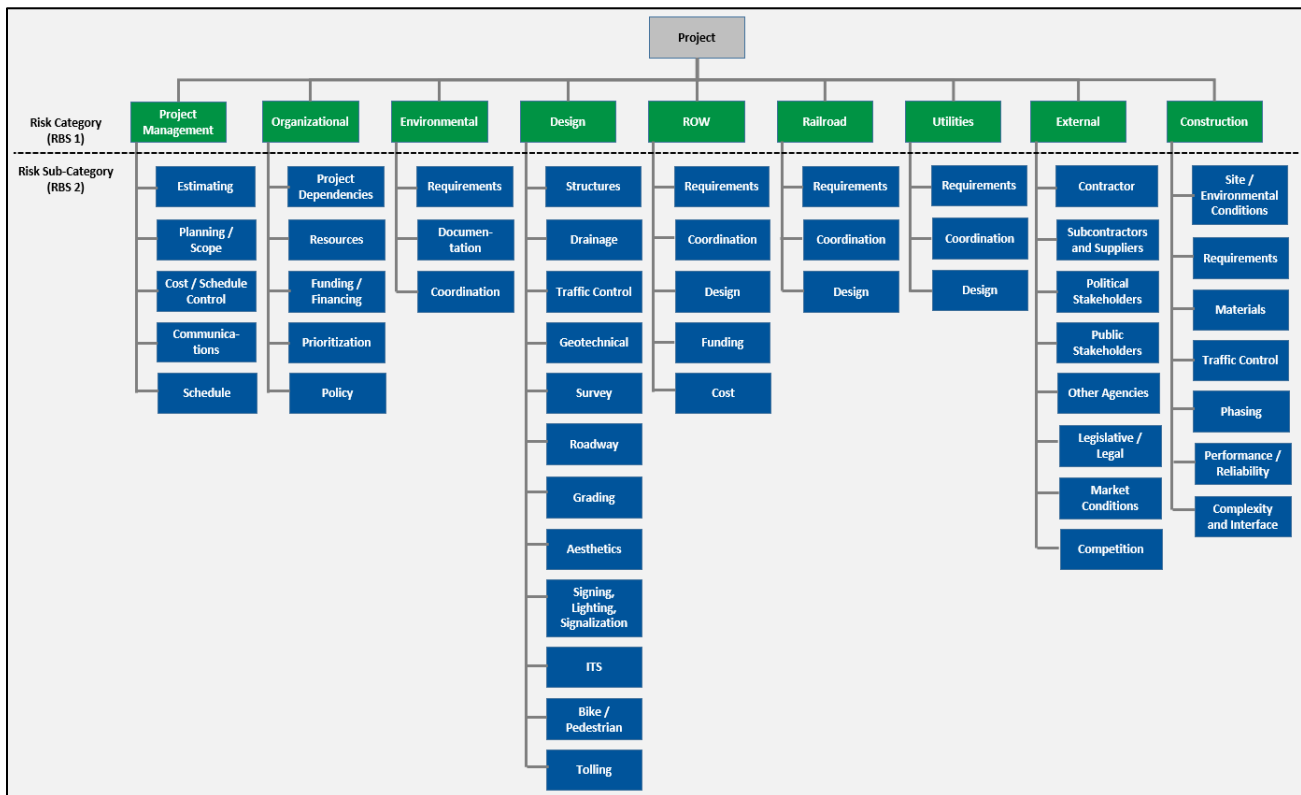 Project
Risk Category
(RBS 1)
Project
Management
Organizational
Environmental
Design
ROW
Railroad
Utilities
External
Construction
Risk Sub-Category
(RBS 2)
Estimating
Planning /
Scope
Cost / Schedule
Control
Communica-
tions
Schedule
Project
Dependencies
Resources
Funding /
Financing
Prioritization
Policy
Requirements
Documen-
tation
Coordination
Structures
Drainage
Traffic Control
Geotechnical
Survey
Roadway
Grading
Aesthetics
Signing,
Lighting,
Signalization
ITS
Bike /
Pedestrian
Tolling
Requirements
Coordination
Design
Funding
Cost
Requirements
Coordination
Design
Requirements
Coordination
Design
Contractor
Subcontractors
and Suppliers
Political
Stakeholders
Public
Stakeholders
Other Agencies
Legislative /
Legal
Market
Conditions
Competition
Site /
Environmental
Conditions
Requirements
Materials
Traffic Control
Phasing
Performance /
Reliability
Complexity
and Interface